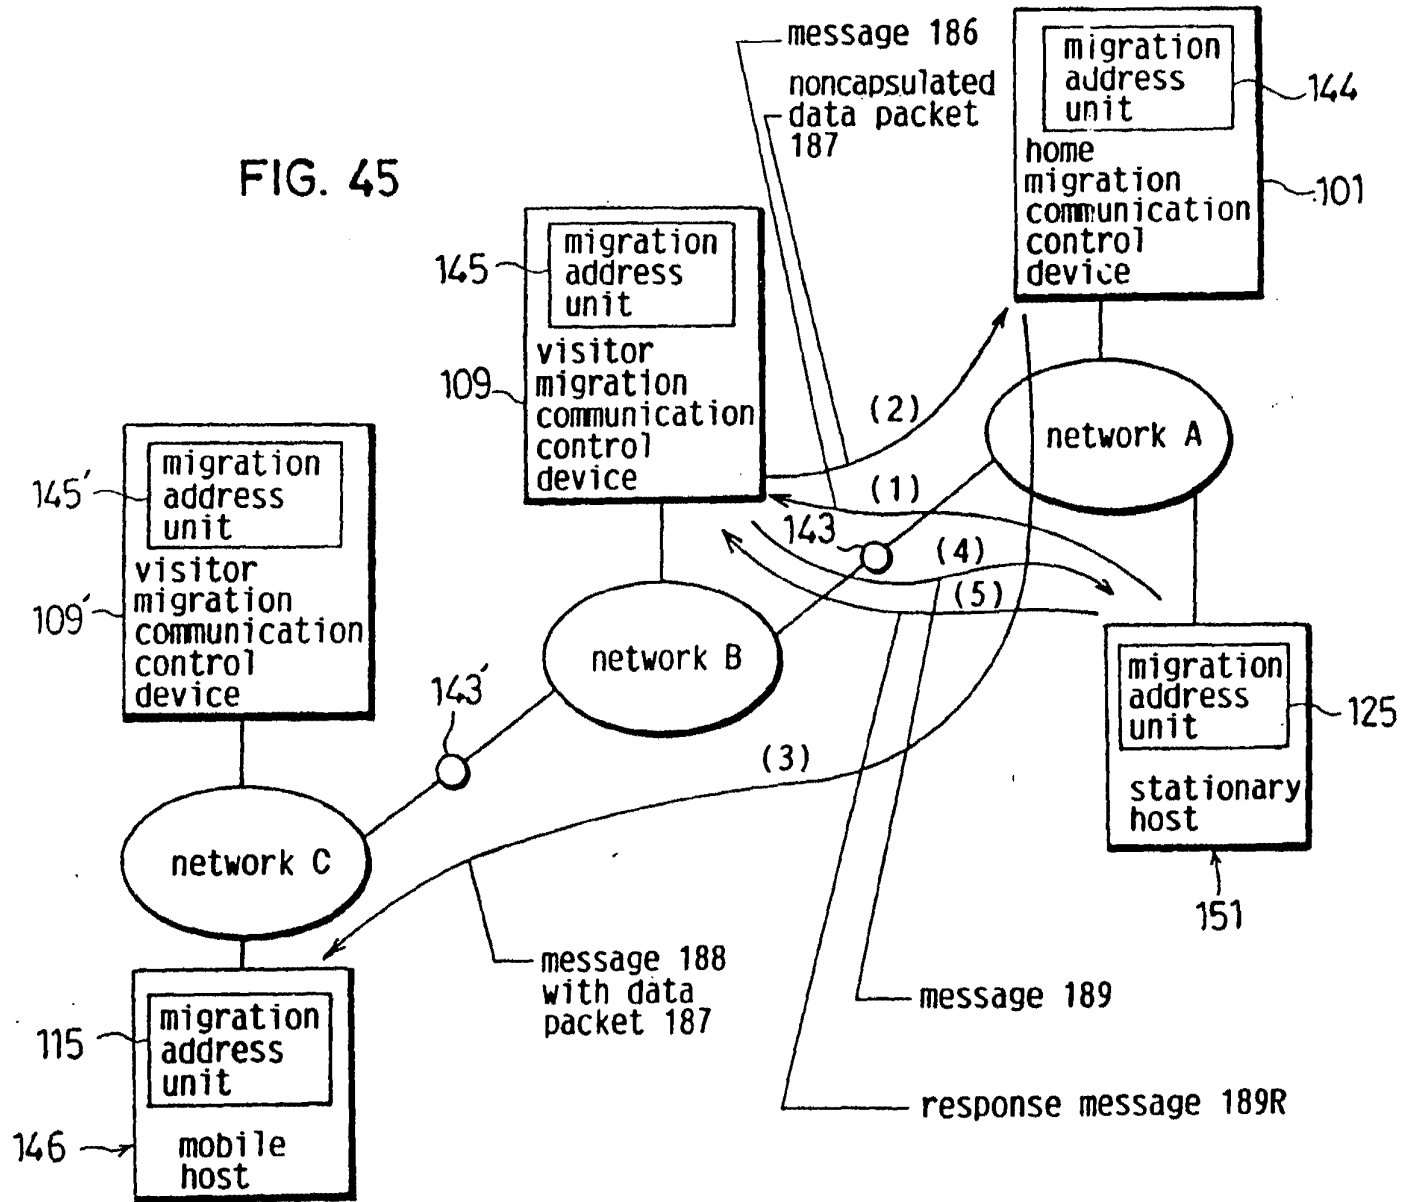 message 186
noncapsulated
data packet
187
migration
address
unit
144
home
migration
communication
control
device
101
FIG. 45
migration
address
unit
145
visitor
migration
communication
control
device
109
(2)
network A
(1)
143
(4)
(5)
migration
address
unit
145'
visitor
migration
communication
control
device
109'
network B
143'
(3)
migration
address
unit
125
stationary
host
151
network C
message 188
with data
packet 187
message 189
response message 189R
migration
address
unit
115
mobile
host
146